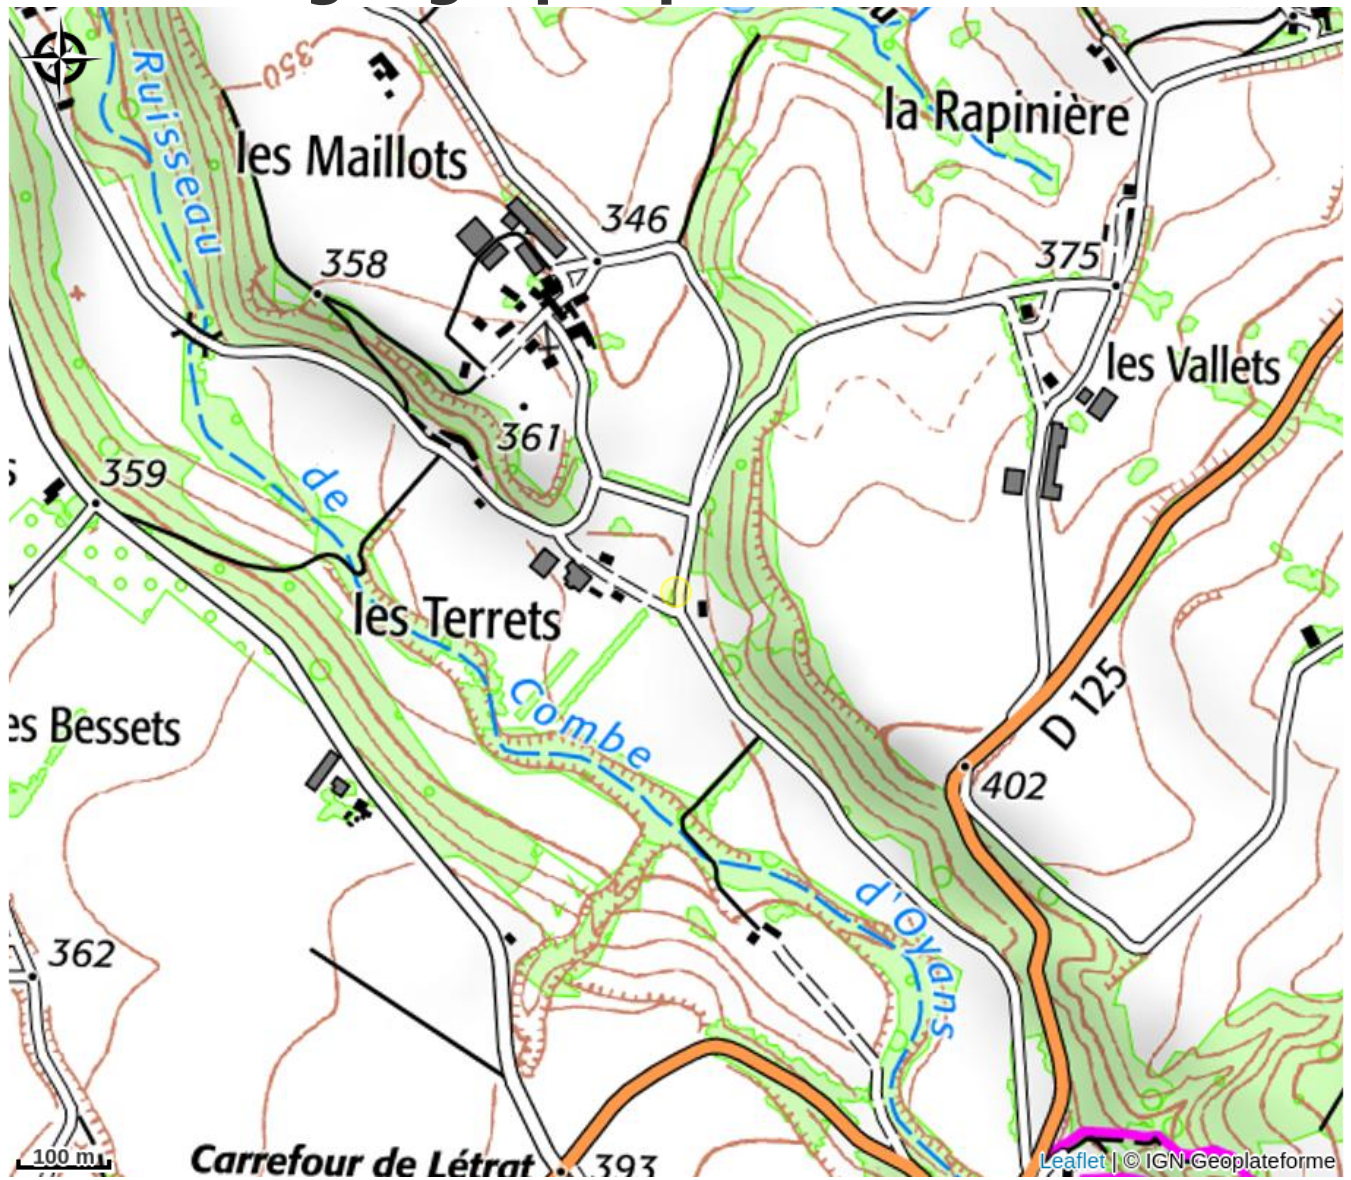 350
Ruisseau
les Maillots
la Rapinière
346
358
375
les Vallets
361
359
de
les Terrets
Combe
es Bessets
D 125
402
d'Oyans
362
100 m
Carrefour de Létrat
393
Leaflet | © IGN-Geoplateforme